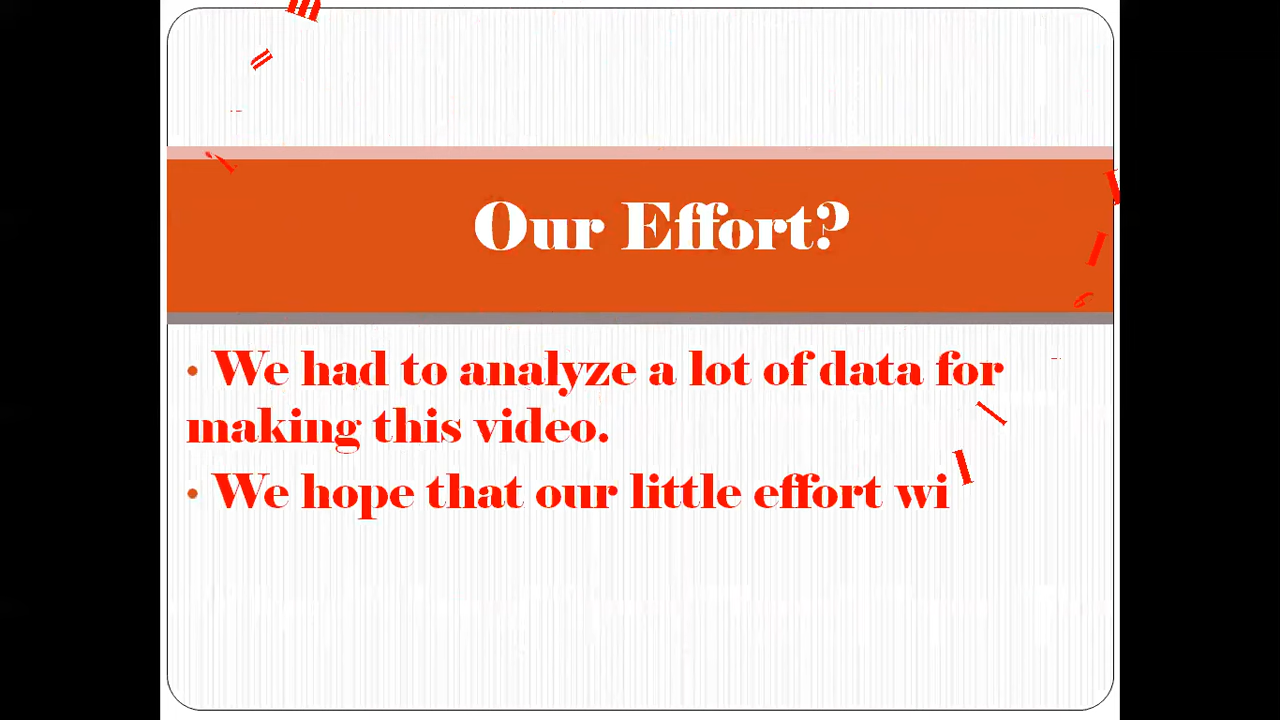 Our Effort?
• We had to analyze a lot of data for
making this video.
• We hope that our little effort wi